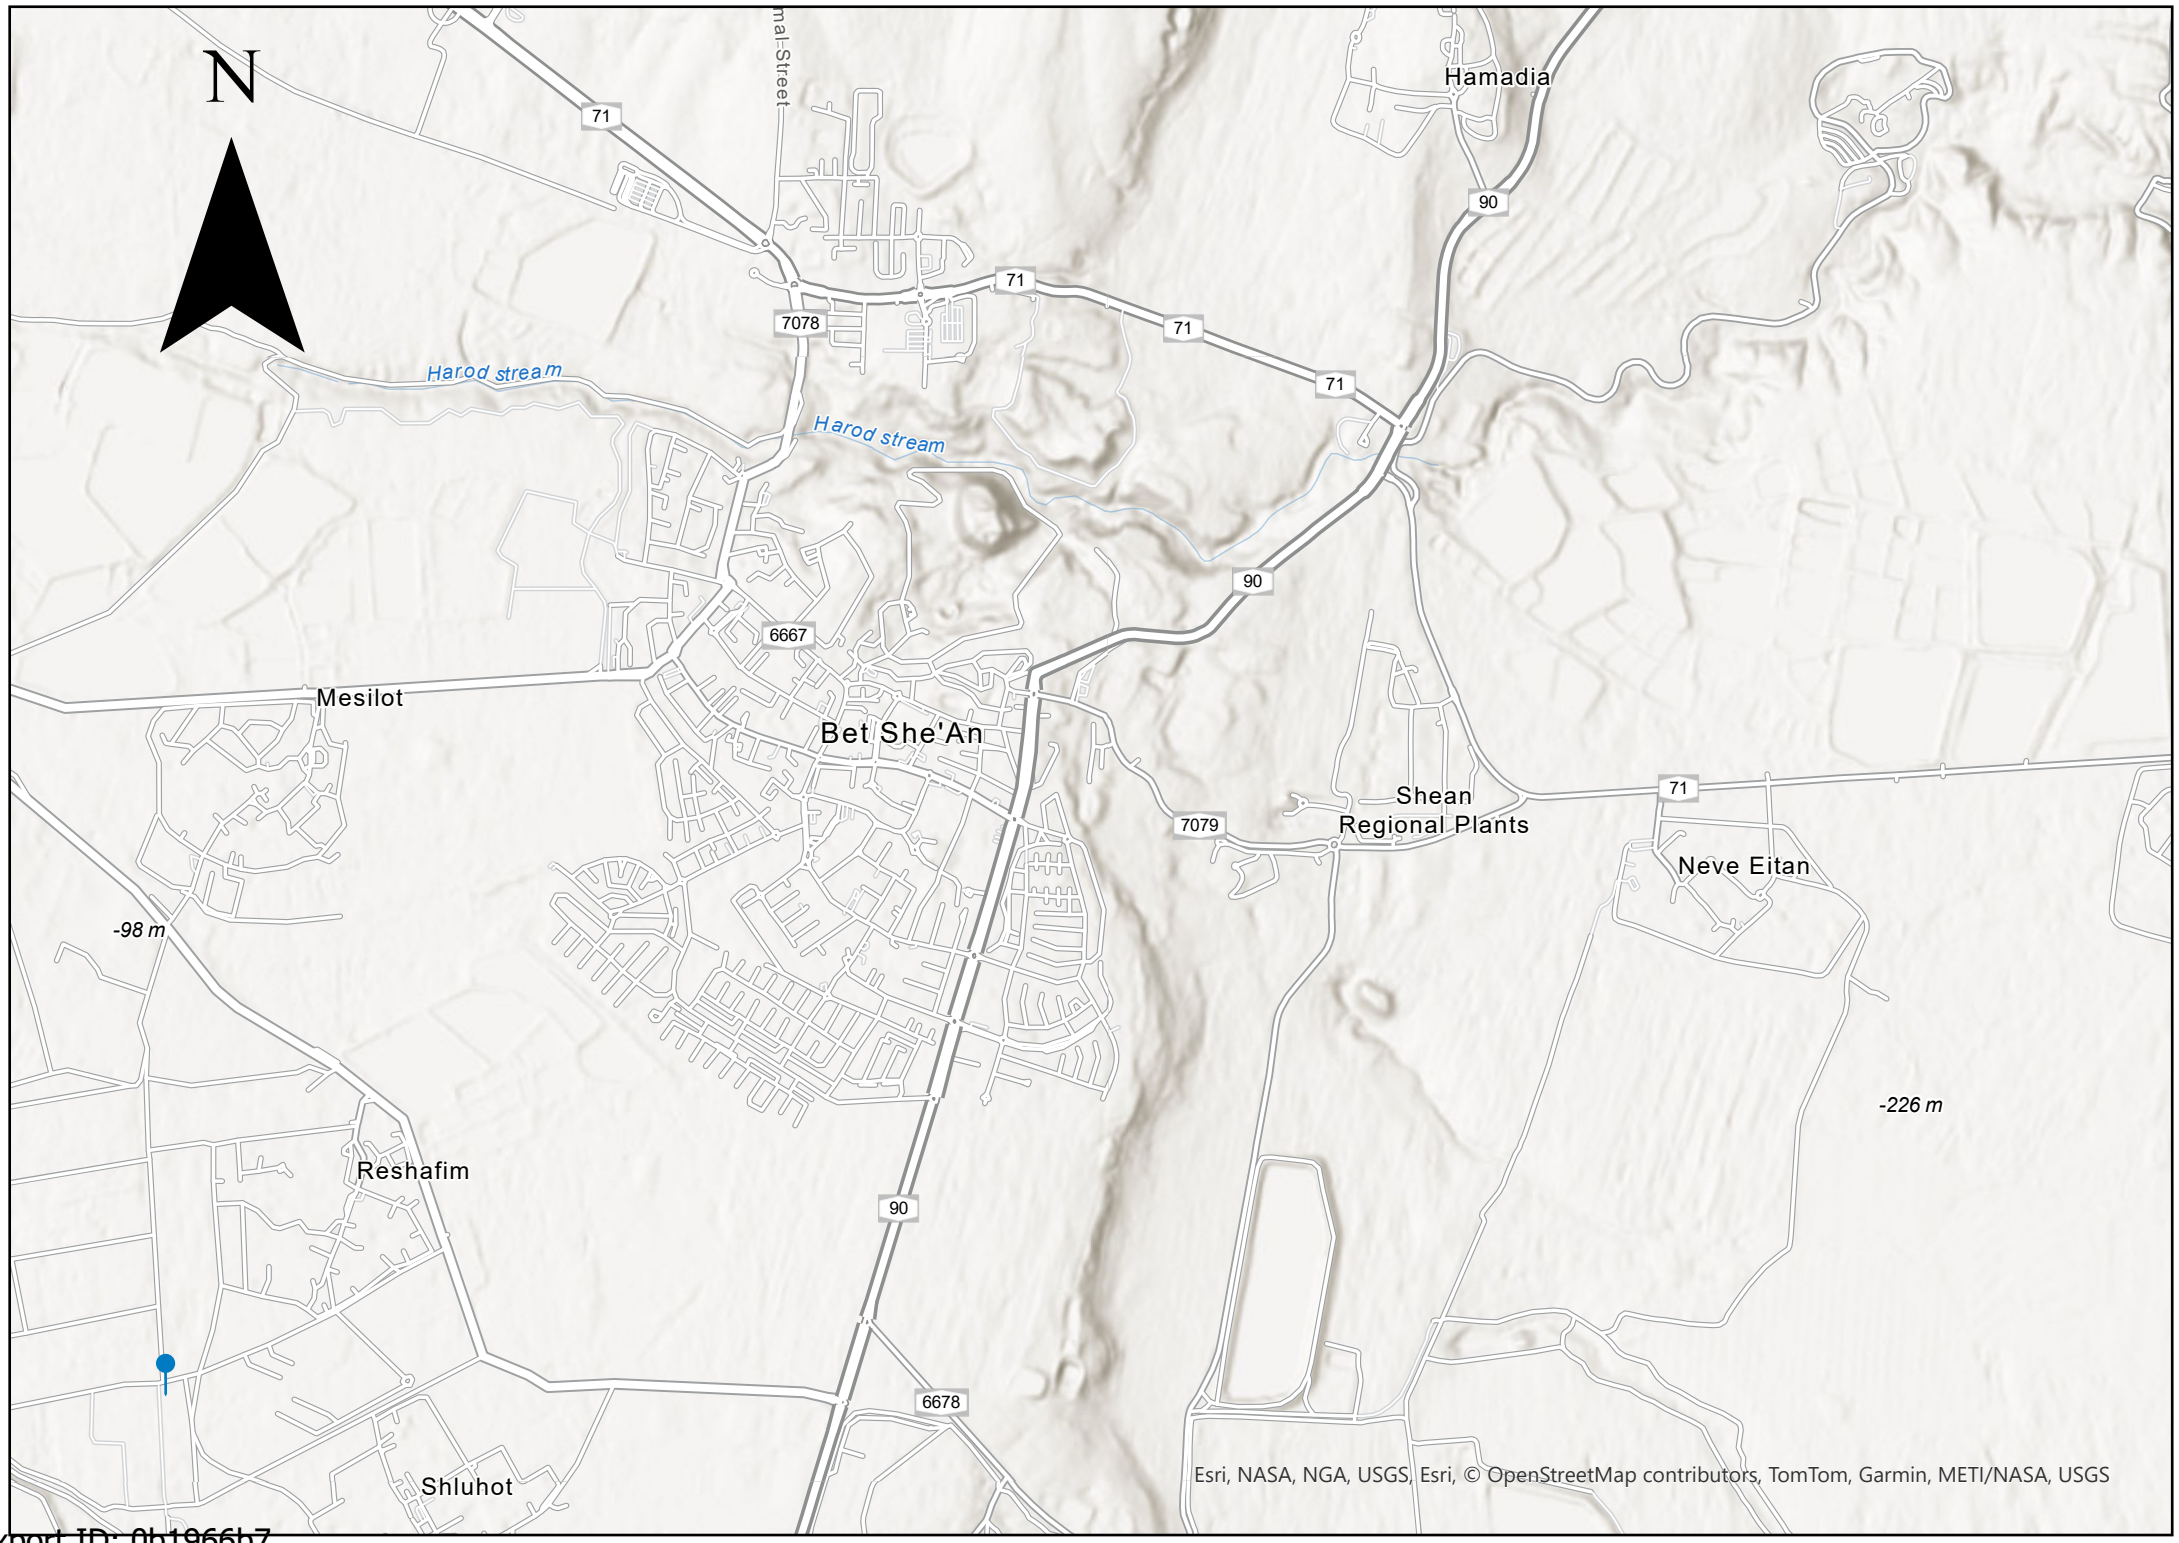 N
mal Street
Hamadia
71
90
71
7078
71
Harod stream
71
Harod stream
90
6667
Mesilot
Bet She'An
71
Shean
Regional Plants
7079
Neve Eitan
-98 m
-226 m
Reshafim
90
6678
Esri, NASA, NGA, USGS, Esri, © OpenStreetMap contributors, TomTom, Garmin, METI/NASA, USGS
Shluhot